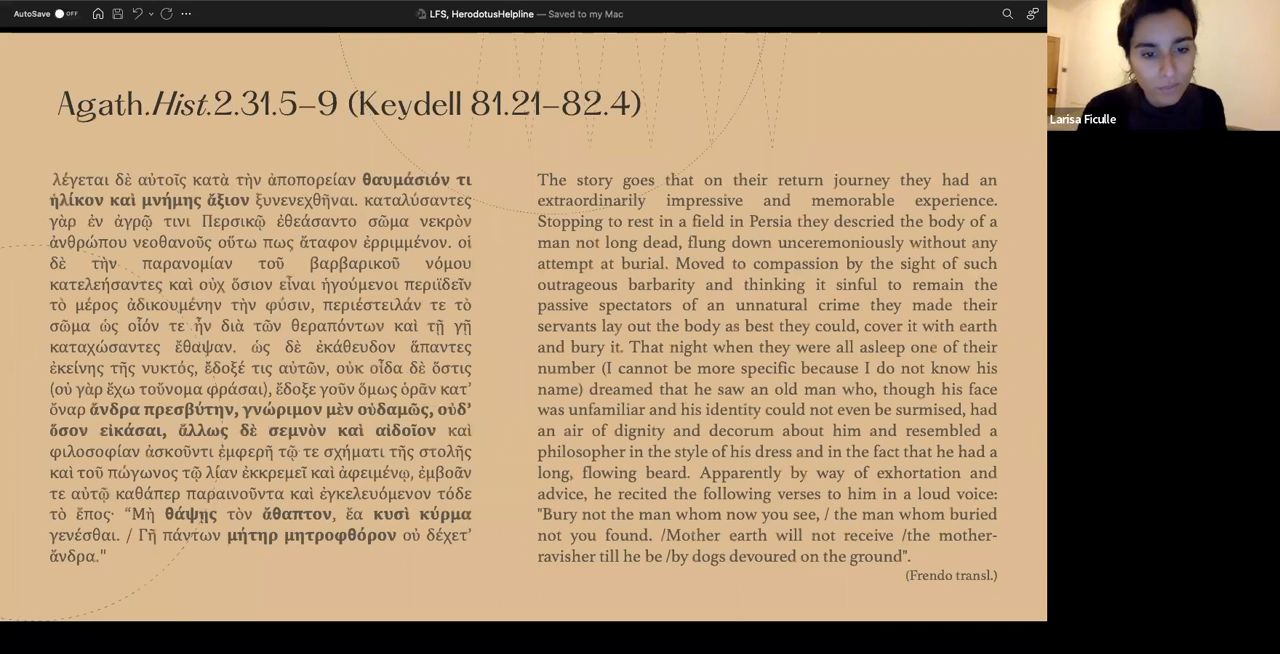 AutoSave OFF
LFS, HerodotusHelpline — Saved to my Mac
Larisa Ficulle
Agath.Hist.2.31.5–9 (Keydell 81.21–82.4)
λέγεται δὲ αὐτοῖς κατὰ τὴν ἀποπορείαν θαυμάσιόν τι
ἡλίκον καὶ μνήμης ἄξιον ξυνενεχθῆναι. καταλύσαντες
γὰρ ἐν ἀγρῷ τινι Περσικῷ ἐθεάσαντο σῶμα νεκρὸν
ἀνθρώπου νεοθανοῦς οὕτω πως ἄταφον ἐρριμμένον. οἱ
δὲ τὴν παρανομίαν τοῦ βαρβαρικοῦ νόμου
κατελεήσαντες καὶ οὐχ ὅσιον εἶναι ἡγούμενοι περιϊδεῖν
τὸ μέρος ἀδικουμένην τὴν φύσιν, περιέστειλάν τε τὸ
σῶμα ὡς οἷόν τε ἦν διὰ τῶν θεραπόντων καὶ τῇ γῇ
καταχώσαντες ἔθαψαν. ὡς δὲ ἐκάθευδον ἅπαντες
ἐκείνης τῆς νυκτός, ἔδοξέ τις αὐτῶν, οὐκ οἶδα δὲ ὅστις
(οὐ γὰρ ἔχω τοὔνομα φράσαι), ἔδοξε γοῦν ὅμως ὁρᾶν κατ’
ὄναρ ἄνδρα πρεσβύτην, γνώριμον μὲν οὐδαμῶς, οὐδ’
ὅσον εἰκάσαι, ἄλλως δὲ σεμνὸν καὶ αἰδοῖον καὶ
φιλοσοφίαν ἀσκοῦντι ἐμφερῆ τῷ τε σχήματι τῆς στολῆς
καὶ τοῦ πώγωνος τῷ λίαν ἐκκρεμεῖ καὶ ἀφειμένῳ, ἐμβοᾶν
τε αὐτῷ καθάπερ παραινοῦντα καὶ ἐγκελευόμενον τόδε
τὸ ἔπος· “Μὴ θάψῃς τὸν ἄθαπτον, ἔα κυσὶ κύρμα
γενέσθαι. / Γῆ πάντων μήτηρ μητροφθόρον οὐ δέχετ’
ἄνδρα."
The story goes that on their return journey they had an
extraordinarily impressive and memorable experience.
Stopping to rest in a field in Persia they descried the body of a
man not long dead, flung down unceremoniously without any
attempt at burial. Moved to compassion by the sight of such
outrageous barbarity and thinking it sinful to remain the
passive spectators of an unnatural crime they made their
servants lay out the body as best they could, cover it with earth
and bury it. That night when they were all asleep one of their
number (I cannot be more specific because I do not know his
name) dreamed that he saw an old man who, though his face
was unfamiliar and his identity could not even be surmised, had
an air of dignity and decorum about him and resembled a
philosopher in the style of his dress and in the fact that he had a
long, flowing beard. Apparently by way of exhortation and
advice, he recited the following verses to him in a loud voice:
"Bury not the man whom now you see, / the man whom buried
not you found. /Mother earth will not receive /the mother-
ravisher till he be /by dogs devoured on the ground".
(Frendo transl.)